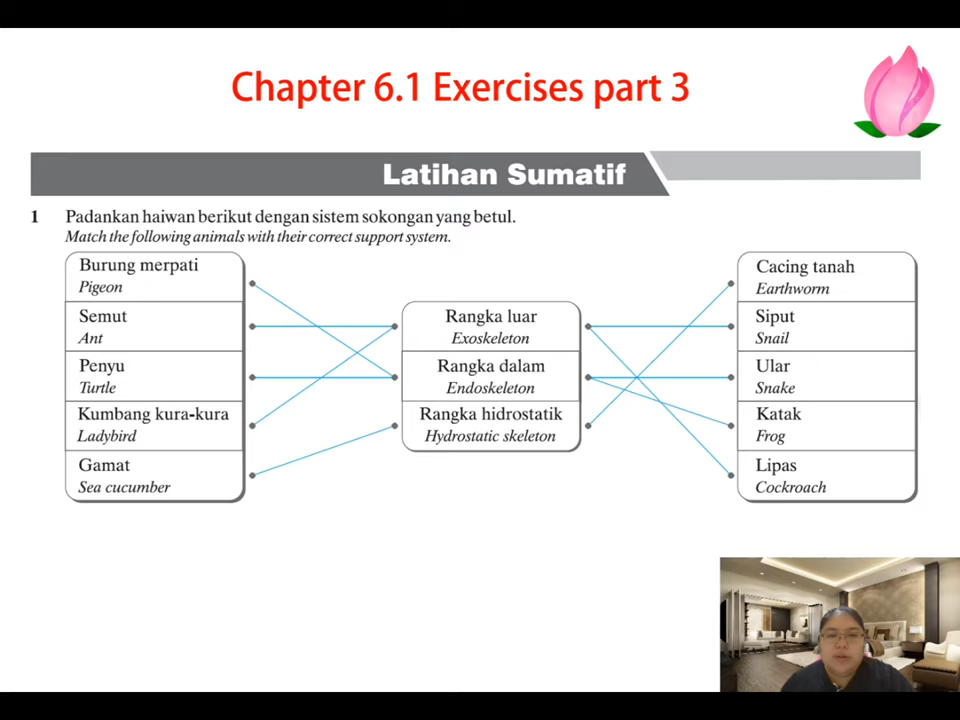 Chapter 6.1 Exercises part 3
Latihan Sumatif
1 Padankan haiwan berikut dengan sistem sokongan yang betul.
Match the following animals with their correct support system.
Burung merpati
Pigeon
Semut
Ant
Penyu
Turtle
Kumbang kura-kura
Ladybird
Gamat
Sea cucumber
Rangka luar
Exoskeleton
Rangka dalam
Endoskeleton
Rangka hidrostatik
Hydrostatic skeleton
Cacing tanah
Earthworm
Siput
Snail
Ular
Snake
Katak
Frog
Lipas
Cockroach